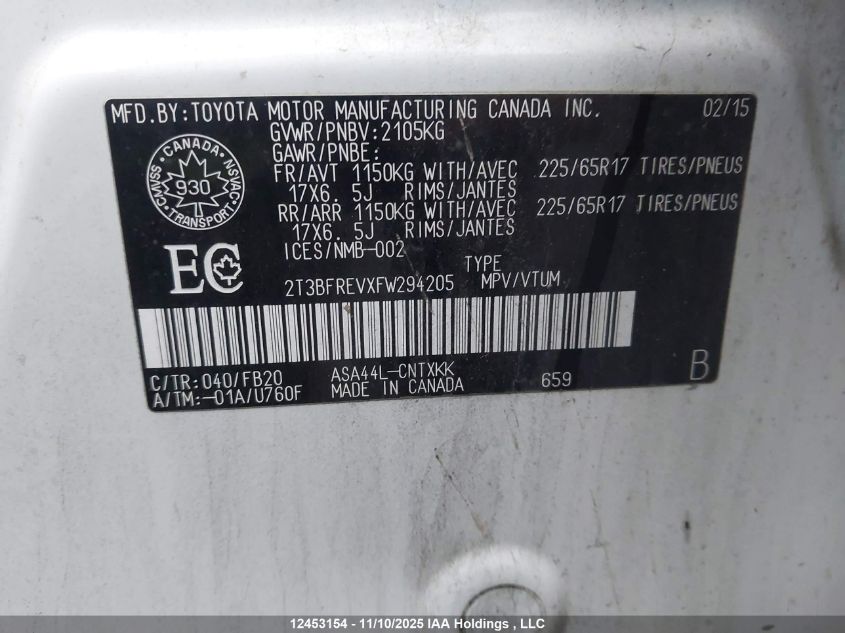 MFD.BY:TOYOTA MOTOR MANUFACTURING CANADA INC. 02/15
GVWR/PNBV:2105KG
GAWR/PNBE:
FR/AVT 1150KG WITH/AVEC 225/65R17 TIRES/PNEUS
17X6.5J RIMS/JANTES
RR/ARR 1150KG WITH/AVEC 225/65R17 TIRES/PNEUS
17X6.5J RIMS/JANTES
ICES/NMB-002
CANADA
CMVSS NSVAC
930
TRANSPORT
EC
TYPE
2T3BFREVXFW294205 MPV/VTUM
C/TR:040/FB20 ASA44L-CNTXKK 659 B
A/TM:-01A/U760F MADE IN CANADA
12453154 - 11/10/2025 IAA Holdings , LLC